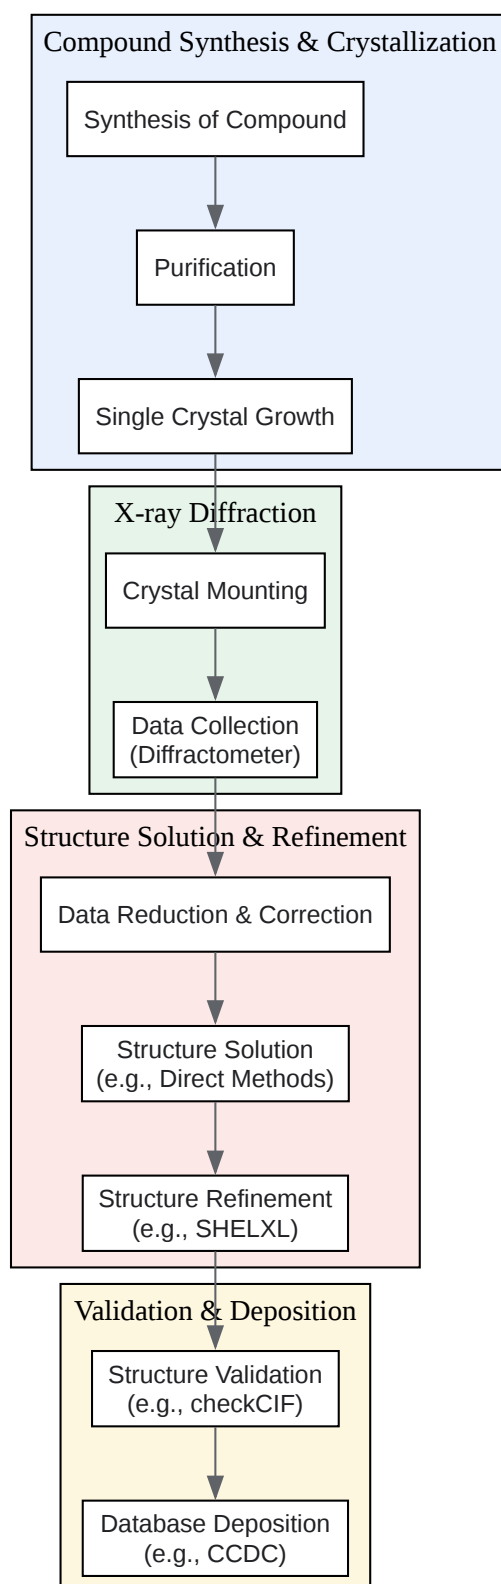 Compound Synthesis & Crystallization
Synthesis of Compound
Purification
Single Crystal Growth
X-ray Diffraction
Crystal Mounting
Data Collection
(Diffractometer)
Structure Solution & Refinement
Data Reduction & Correction
Structure Solution
(e.g., Direct Methods)
Structure Refinement
(e.g., SHELXL)
Validation & Deposition
Structure Validation
(e.g., checkCIF)
Database Deposition
(e.g., CCDC)